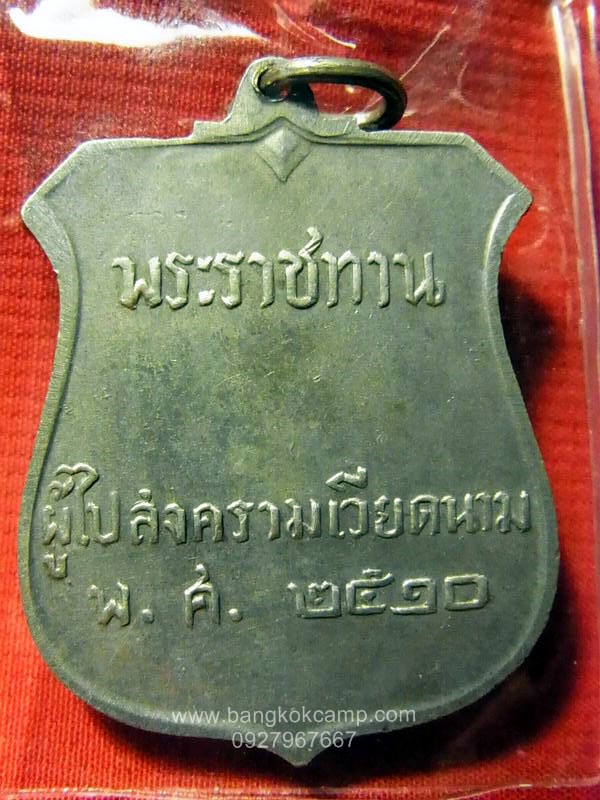 พระราชทาน
ผู้ไปสงครามเวียดนาม
พ. ศ. ๒๕๑๐
www.bangkokcamp.com
0927967667